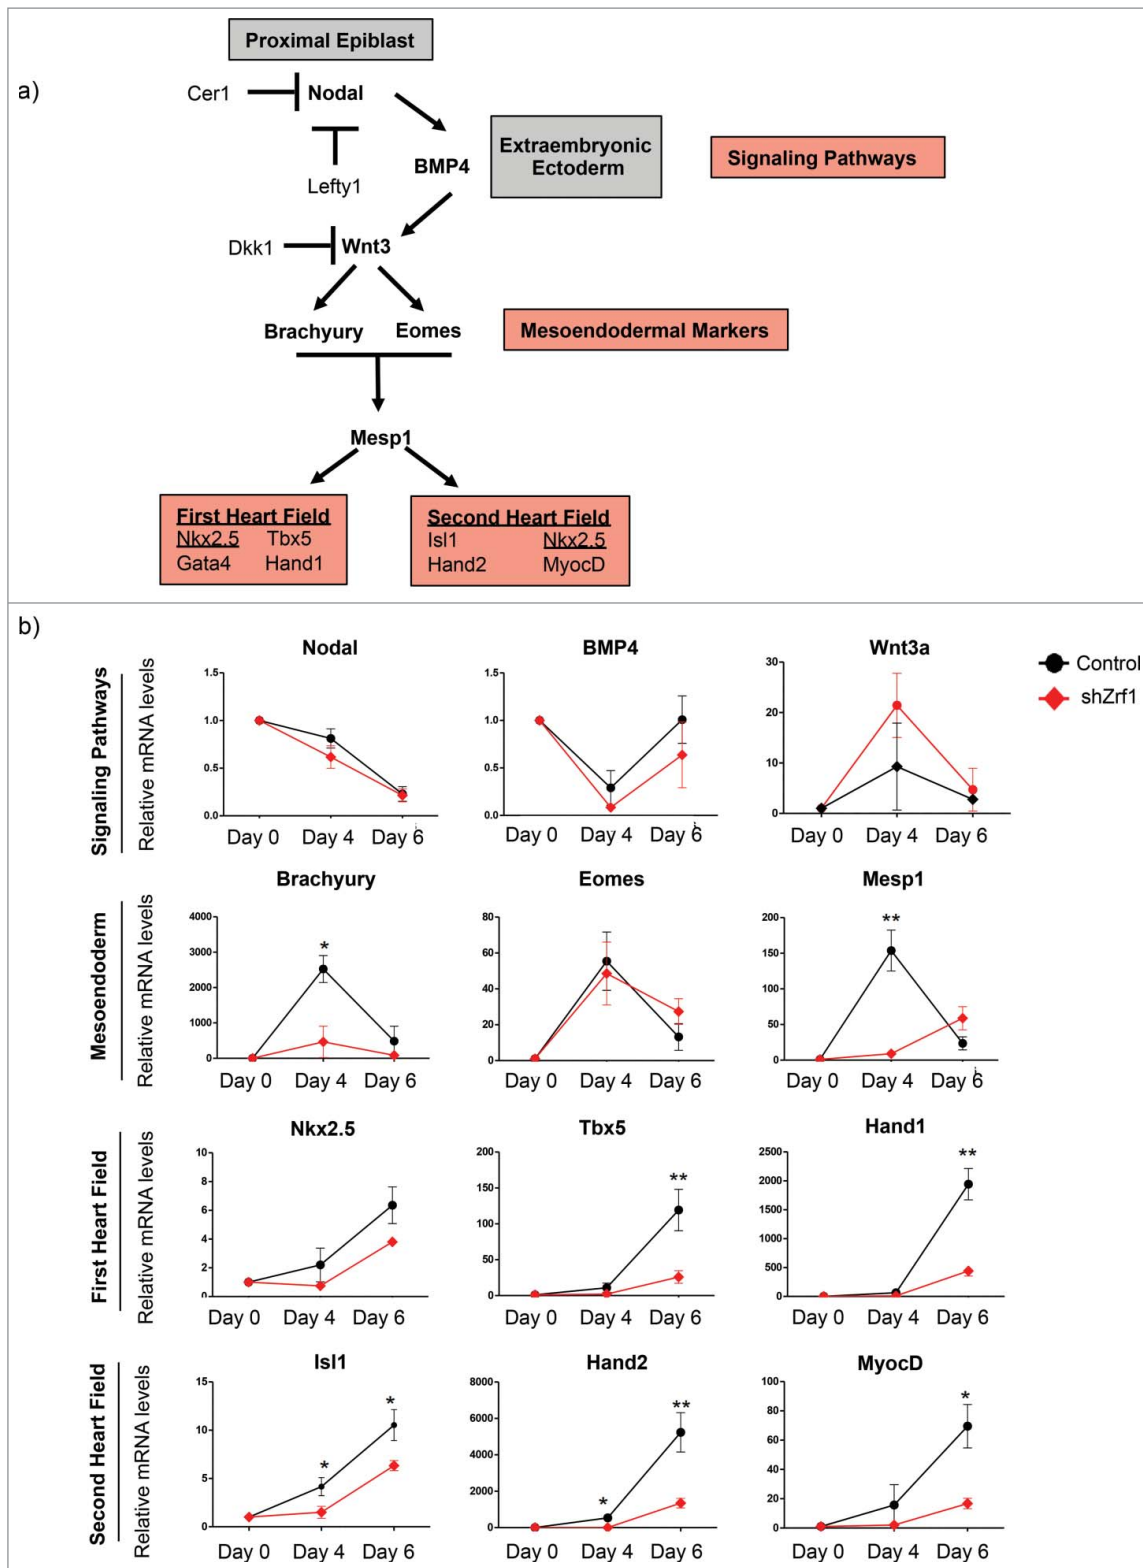 a)
Proximal Epiblast
Cer1
Nodal
Lefty1
BMP4
Extraembryonic
Ectoderm
Signaling Pathways
Dkk1
Wnt3
Brachyury
Eomes
Mesoendodermal Markers
Mesp1
First Heart Field
Nkx2.5 Tbx5
Gata4 Hand1
Second Heart Field
Isl1 Nkx2.5
Hand2 MyocD
b)
Control
shZrf1
Signaling Pathways
Relative mRNA levels
Nodal
1.5
1.0
0.5
0.0
Day 0 Day 4 Day 6
BMP4
1.5
1.0
0.5
0.0
Day 0 Day 4 Day 6
Wnt3a
30
20
10
0
Day 0 Day 4 Day 6
Mesoendoderm
Relative mRNA levels
Brachyury
4000
3000
2000
1000
0
*
Day 0 Day 4 Day 6
Eomes
80
60
40
20
0
Day 0 Day 4 Day 6
Mesp1
200
150
100
50
0
**
Day 0 Day 4 Day 6
First Heart Field
Relative mRNA levels
Nkx2.5
10
8
6
4
2
0
Day 0 Day 4 Day 6
Tbx5
200
150
100
50
0
**
Day 0 Day 4 Day 6
Hand1
2500
2000
1500
1000
500
0
**
Day 0 Day 4 Day 6
Second Heart Field
Relative mRNA levels
Isl1
15
10
5
0
*
*
Day 0 Day 4 Day 6
Hand2
8000
6000
4000
2000
0
*
**
Day 0 Day 4 Day 6
MyocD
100
80
60
40
20
0
*
Day 0 Day 4 Day 6